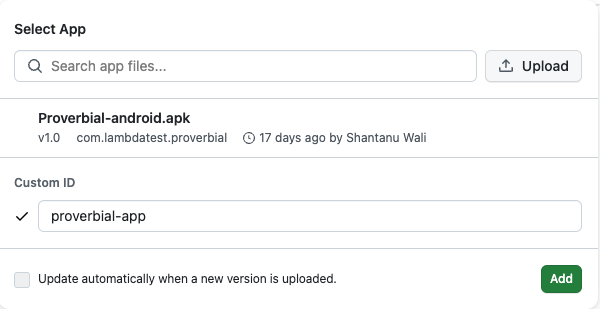 Select App
Search app files...
Upload
Proverbial-android.apk
v1.0 com.lambdatest.proverbial 17 days ago by Shantanu Wali
Custom ID
proverbial-app
Update automatically when a new version is uploaded.
Add